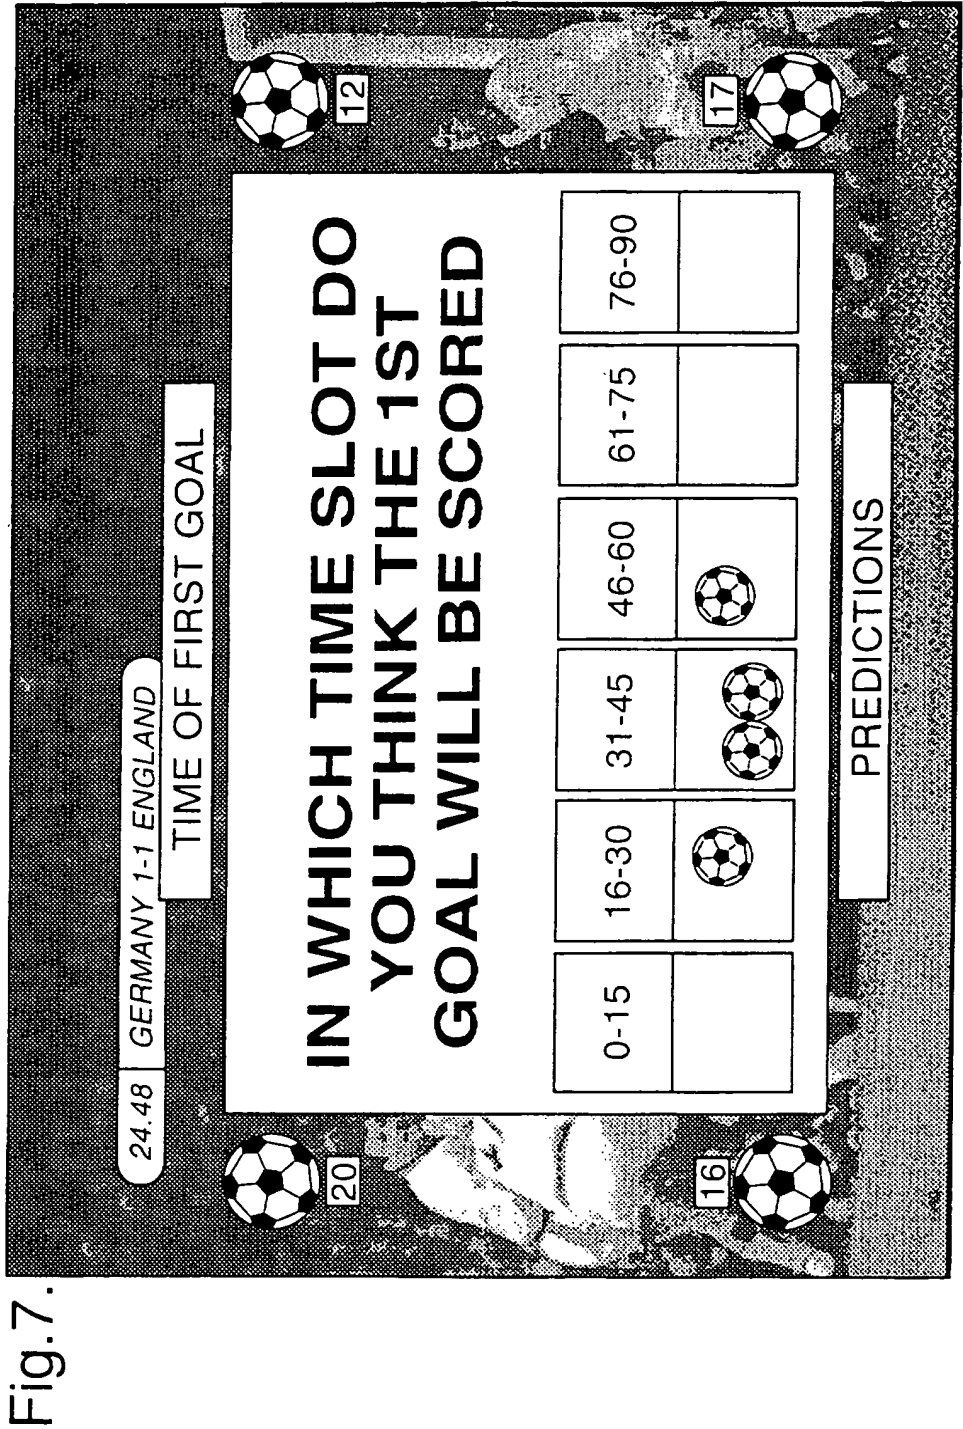 Fig.7.
24.48 GERMANY 1-1 ENGLAND
TIME OF FIRST GOAL
20
12
IN WHICH TIME SLOT DO
YOU THINK THE 1ST
GOAL WILL BE SCORED
0-15 16-30 31-45 46-60 61-75 76-90
16
17
PREDICTIONS